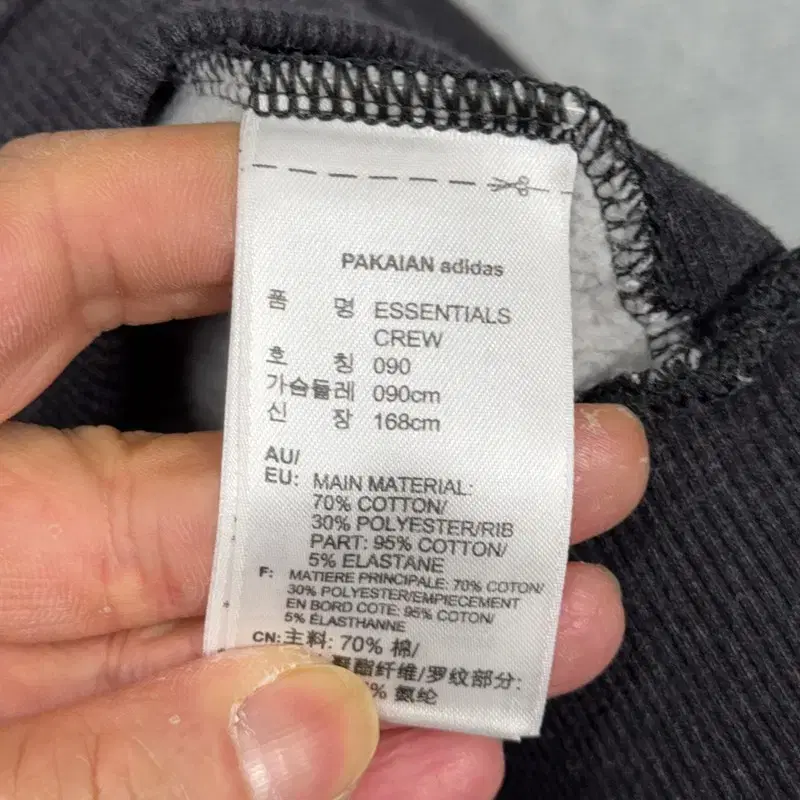 PAKAIAN adidas
품 명 ESSENTIALS
CREW
호 칭 090
가슴둘레 090cm
신 장 168cm
AU/
EU: MAIN MATERIAL:
70% COTTON/
30% POLYESTER/RIB
PART: 95% COTTON/
5% ELASTANE
F: MATIERE PRINCIPALE: 70% COTON/
30% POLYESTER/EMPIECEMENT
EN BORD COTE: 95% COTON/
5% ÉLASTHANNE
CN:主料: 70% 棉/
聚酯纤维/罗纹部分:
% 氨纶